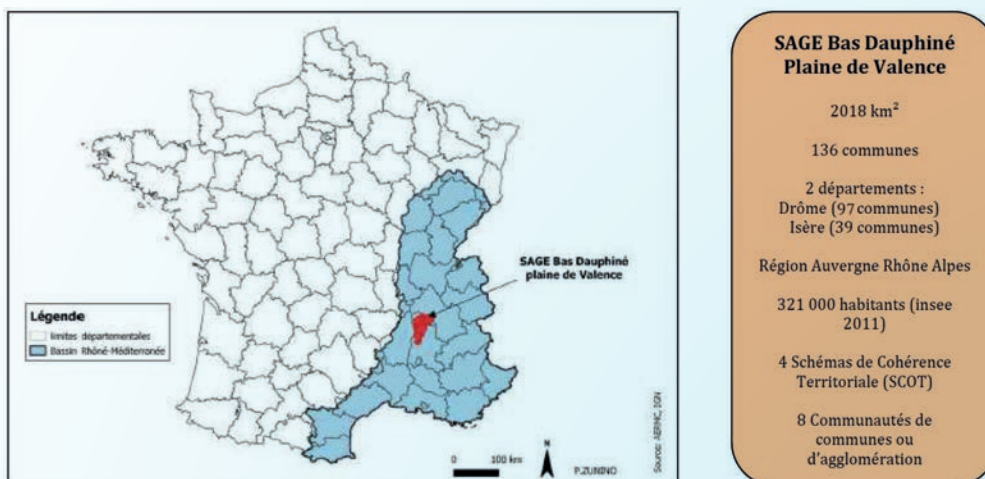 SAGE Bas Dauphiné
plaine de Valence
Légende
limites départementales
Bassin Rhône-Méditerronée
0 100 km
N
P.ZUNINO
Source: AERMC, IGN
SAGE Bas Dauphiné
Plaine de Valence
2018 km²
136 communes
2 départements :
Drôme (97 communes)
Isère (39 communes)
Région Auvergne Rhône Alpes
321 000 habitants (insee
2011)
4 Schémas de Cohérence
Territoriale (SCOT)
8 Communautés de
communes ou
d'agglomération